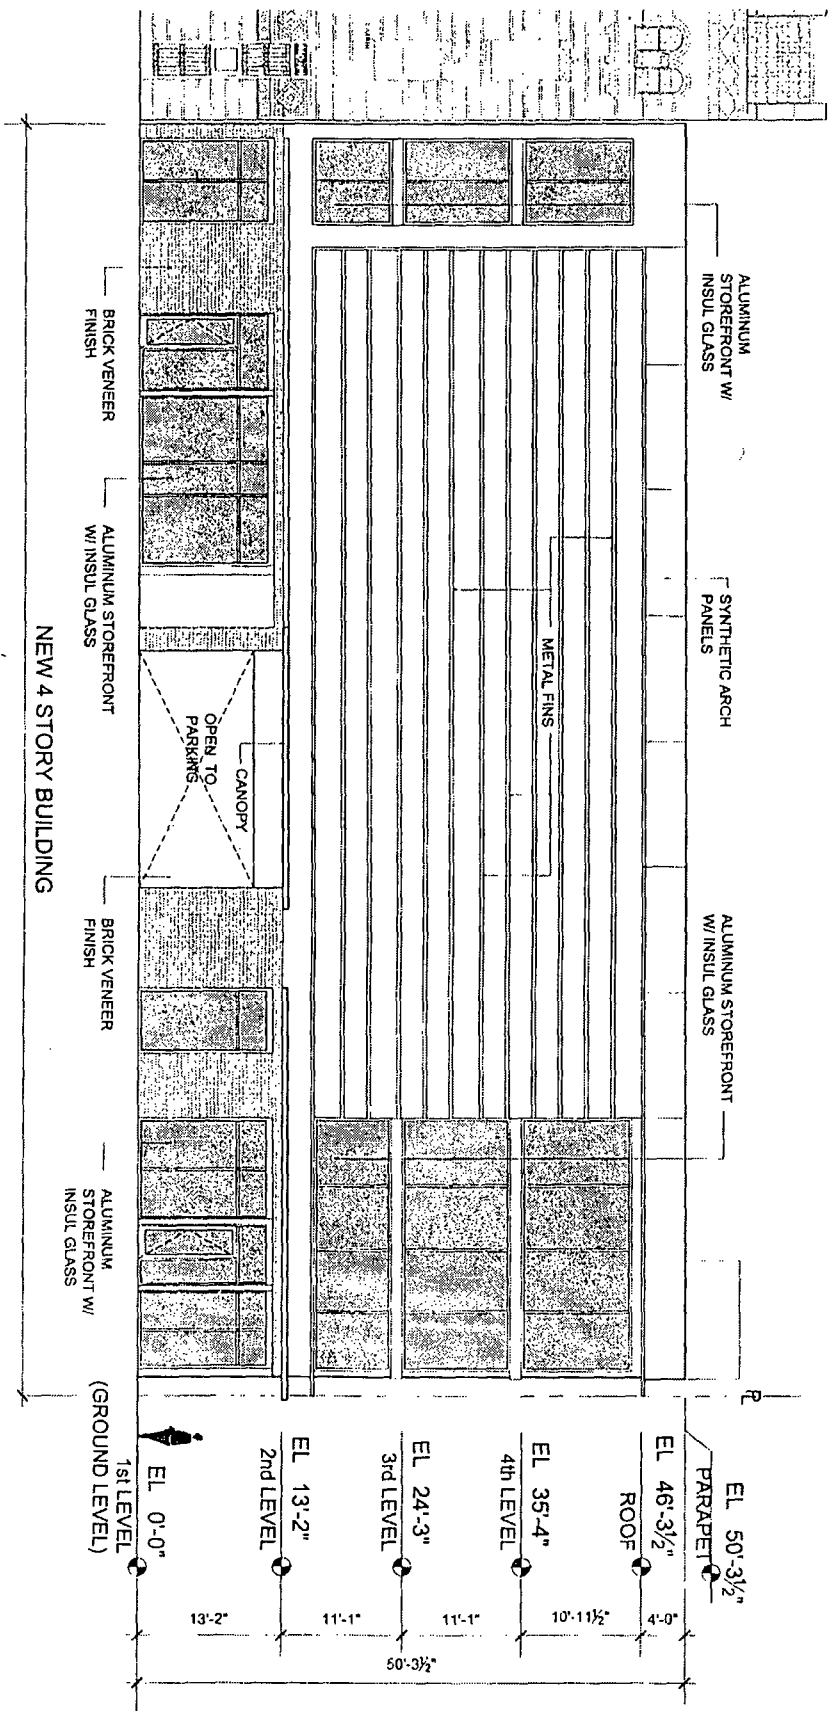 ALUMINUM
STOREFRONT W/
INSUL GLASS
SYNTHETIC ARCH
PANELS
ALUMINUM STOREFRONT
W/ INSUL GLASS
PL
METAL FINS
OPEN TO
PARKING
CANOPY
BRICK VENEER
FINISH
ALUMINUM STOREFRONT
W/ INSUL GLASS
BRICK VENEER
FINISH
ALUMINUM
STOREFRONT W/
INSUL GLASS
NEW 4 STORY BUILDING
EL 50'-3½"
PARAPET
EL 46'-3½"
ROOF
EL 35'-4"
4th LEVEL
EL 24'-3"
3rd LEVEL
EL 13'-2"
2nd LEVEL
EL 0'-0"
1st LEVEL
(GROUND LEVEL)
4'-0"
10'-11½"
11'-1"
11'-1"
13'-2"
50'-3½"